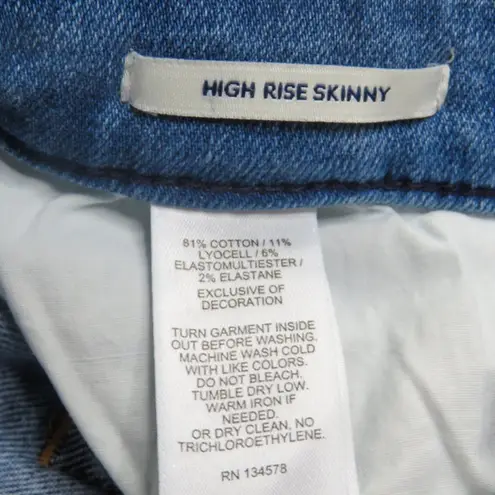 HIGH RISE SKINNY
81% COTTON / 11%
LYOCELL / 6%
ELASTOMULTIESTER /
2% ELASTANE
EXCLUSIVE OF
DECORATION
TURN GARMENT INSIDE
OUT BEFORE WASHING.
MACHINE WASH COLD
WITH LIKE COLORS.
DO NOT BLEACH.
TUMBLE DRY LOW.
WARM IRON IF
NEEDED.
OR DRY CLEAN, NO
TRICHLOROETHYLENE.
RN 134578